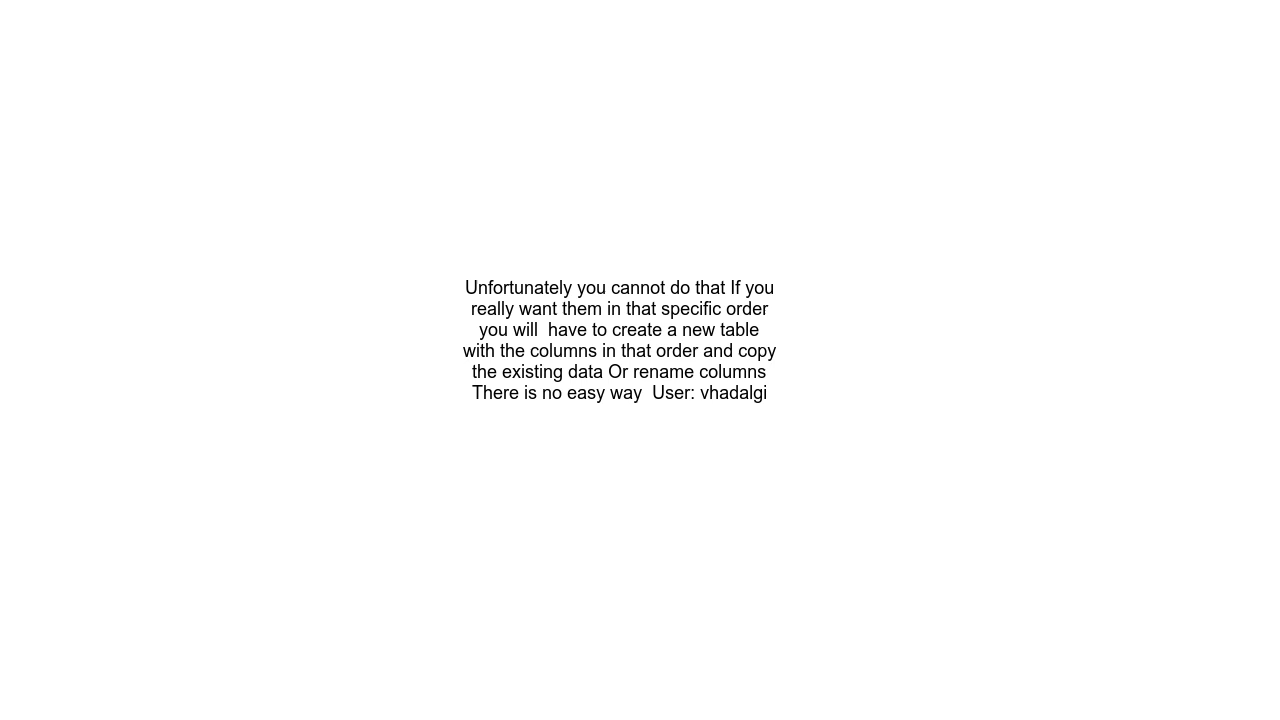 Unfortunately you cannot do that If you
really want them in that specific order
you will  have to create a new table
with the columns in that order and copy
the existing data Or rename columns
There is no easy way  User: vhadalgi